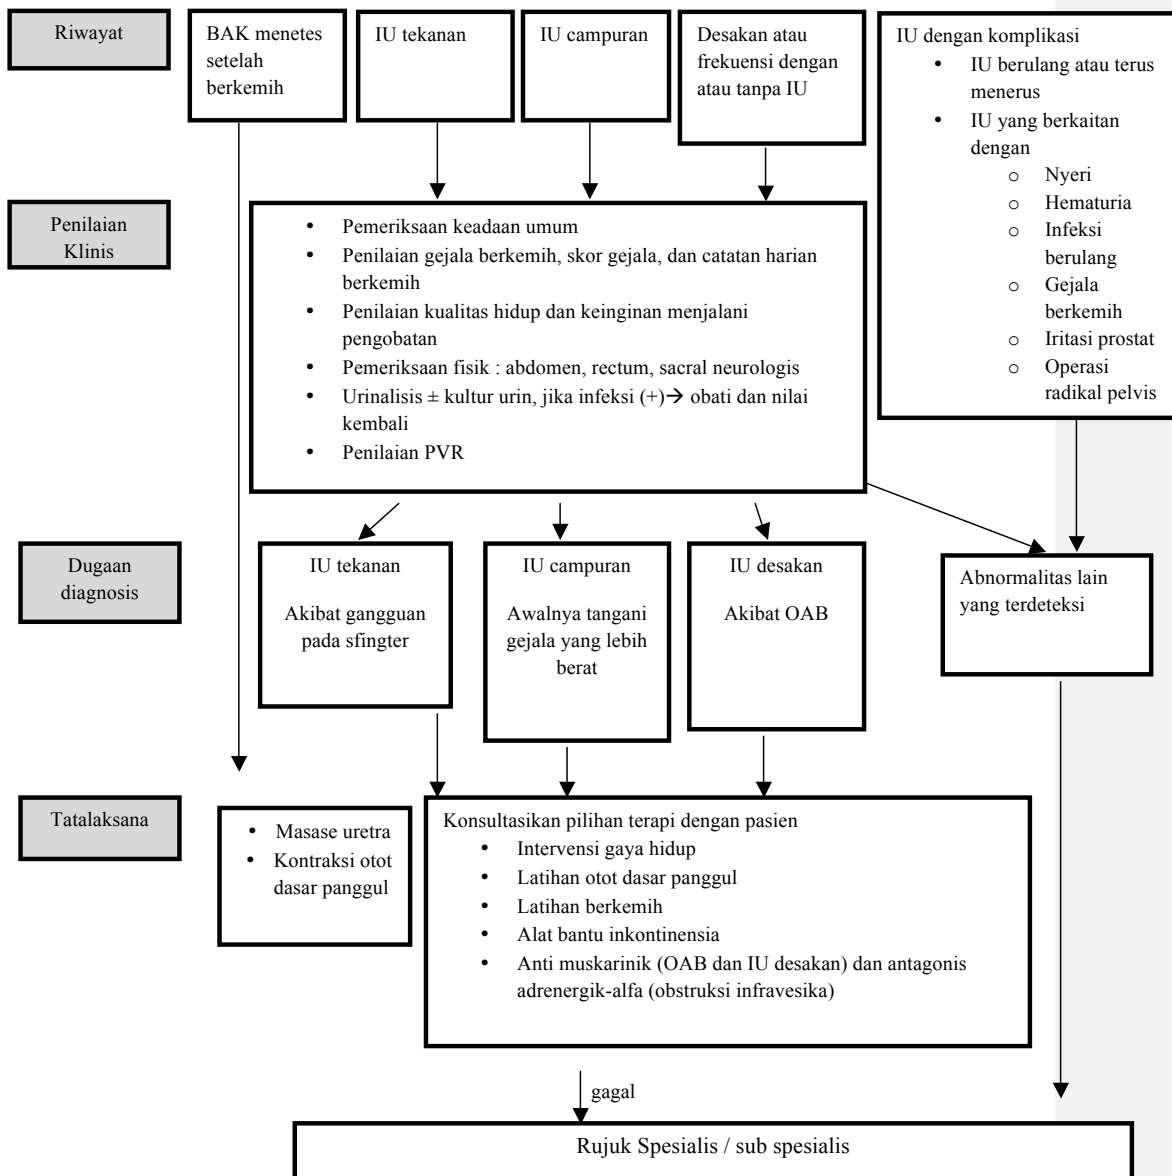 Riwayat
BAK menetes
setelah
berkemih
IU tekanan
IU campuran
Desakan atau
frekuensi dengan
atau tanpa IU
IU dengan komplikasi
• IU berulang atau terus
menerus
• IU yang berkaitan
dengan
o Nyeri
o Hematuria
o Infeksi
berulang
o Gejala
berkemih
o Iritasi prostat
o Operasi
radikal pelvis
Penilaian
Klinis
• Pemeriksaan keadaan umum
• Penilaian gejala berkemih, skor gejala, dan catatan harian
berkemih
• Penilaian kualitas hidup dan keinginan menjalani
pengobatan
• Pemeriksaan fisik : abdomen, rectum, sacral neurologis
• Urinalisis ± kultur urin, jika infeksi (+)→ obati dan nilai
kembali
• Penilaian PVR
Dugaan
diagnosis
IU tekanan
Akibat gangguan
pada sfingter
IU campuran
Awalnya tangani
gejala yang lebih
berat
IU desakan
Akibat OAB
Abnormalitas lain
yang terdeteksi
Tatalaksana
• Masase uretra
• Kontraksi otot
dasar panggul
Konsultasikan pilihan terapi dengan pasien
• Intervensi gaya hidup
• Latihan otot dasar panggul
• Latihan berkemih
• Alat bantu inkontinensia
• Anti muskarinik (OAB dan IU desakan) dan antagonis
adrenergik-alfa (obstruksi infravesika)
gagal
Rujuk Spesialis / sub spesialis